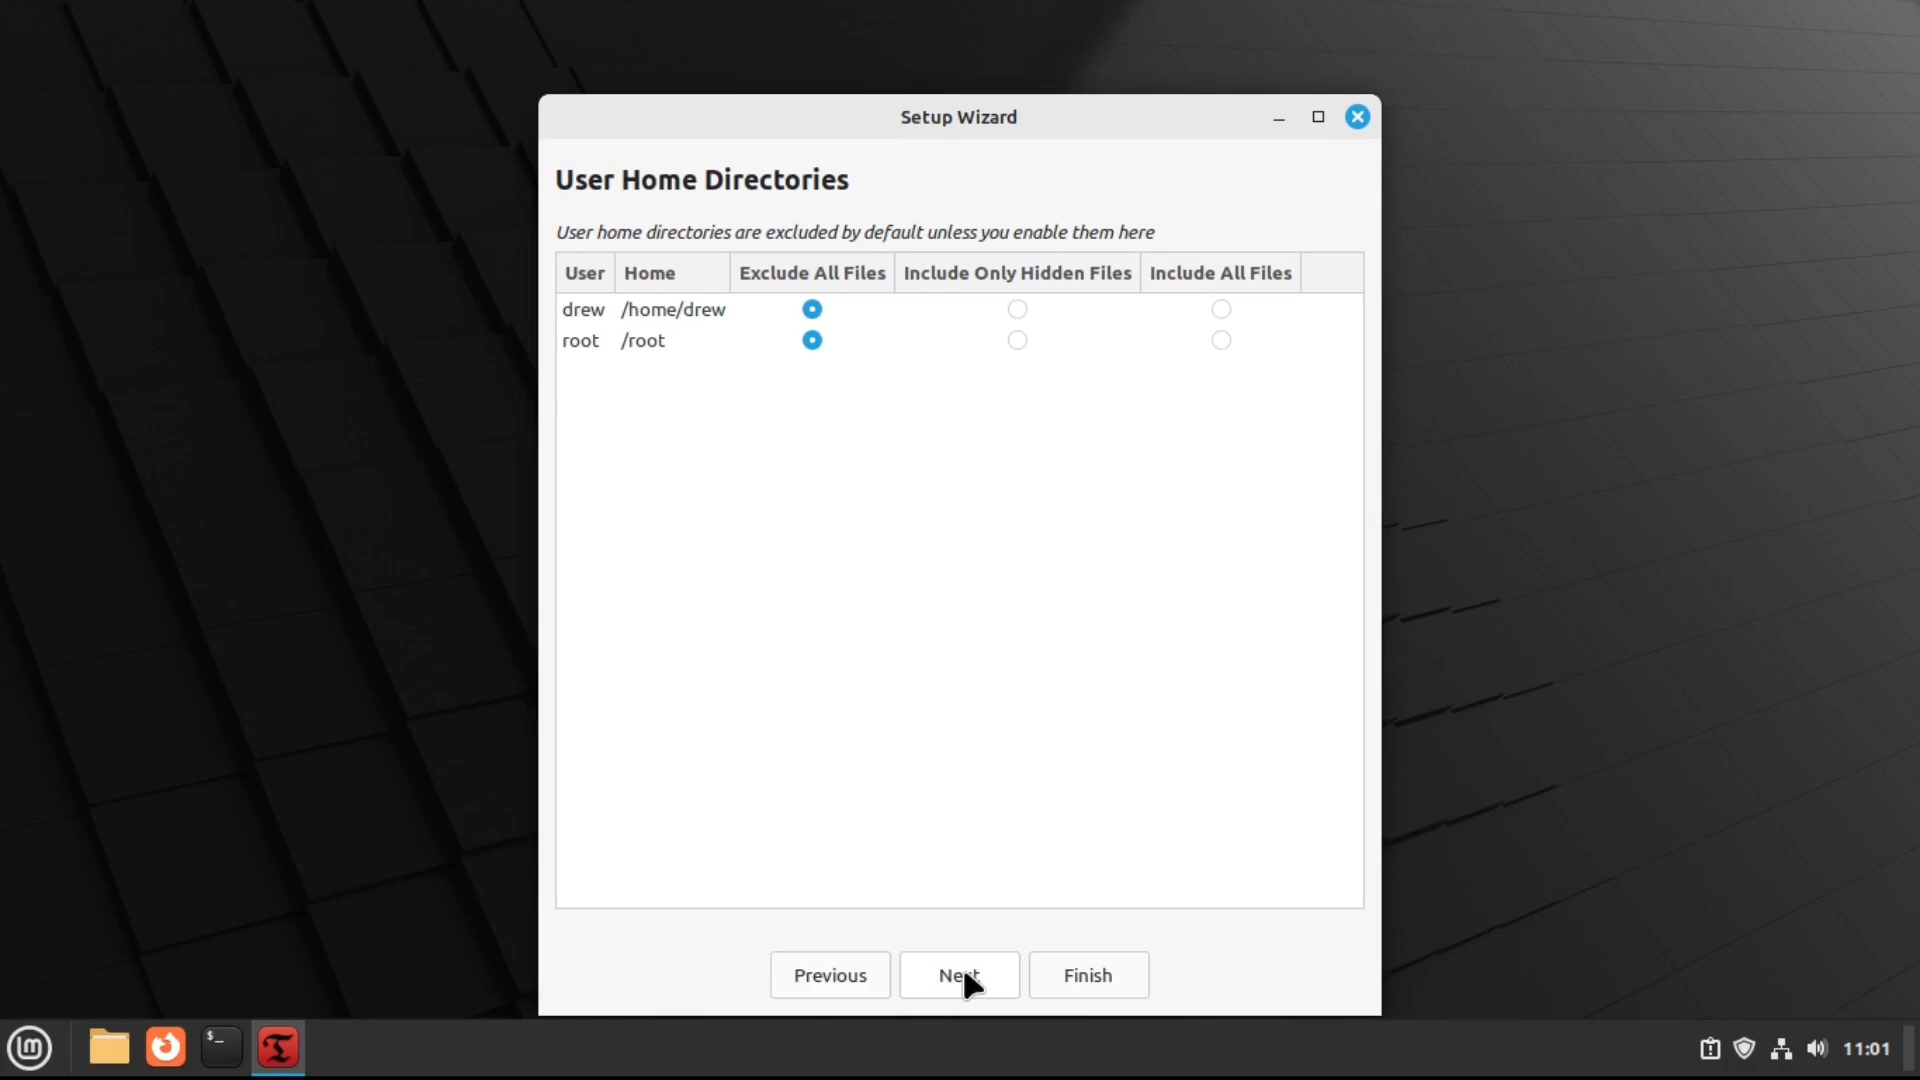 Setup Wizard
User Home Directories
User home directories are excluded by default unless you enable them here
User Home Exclude All Files Include Only Hidden Files Include All Files
drew /home/drew
root /root
Previous Next Finish
$_ 11:01